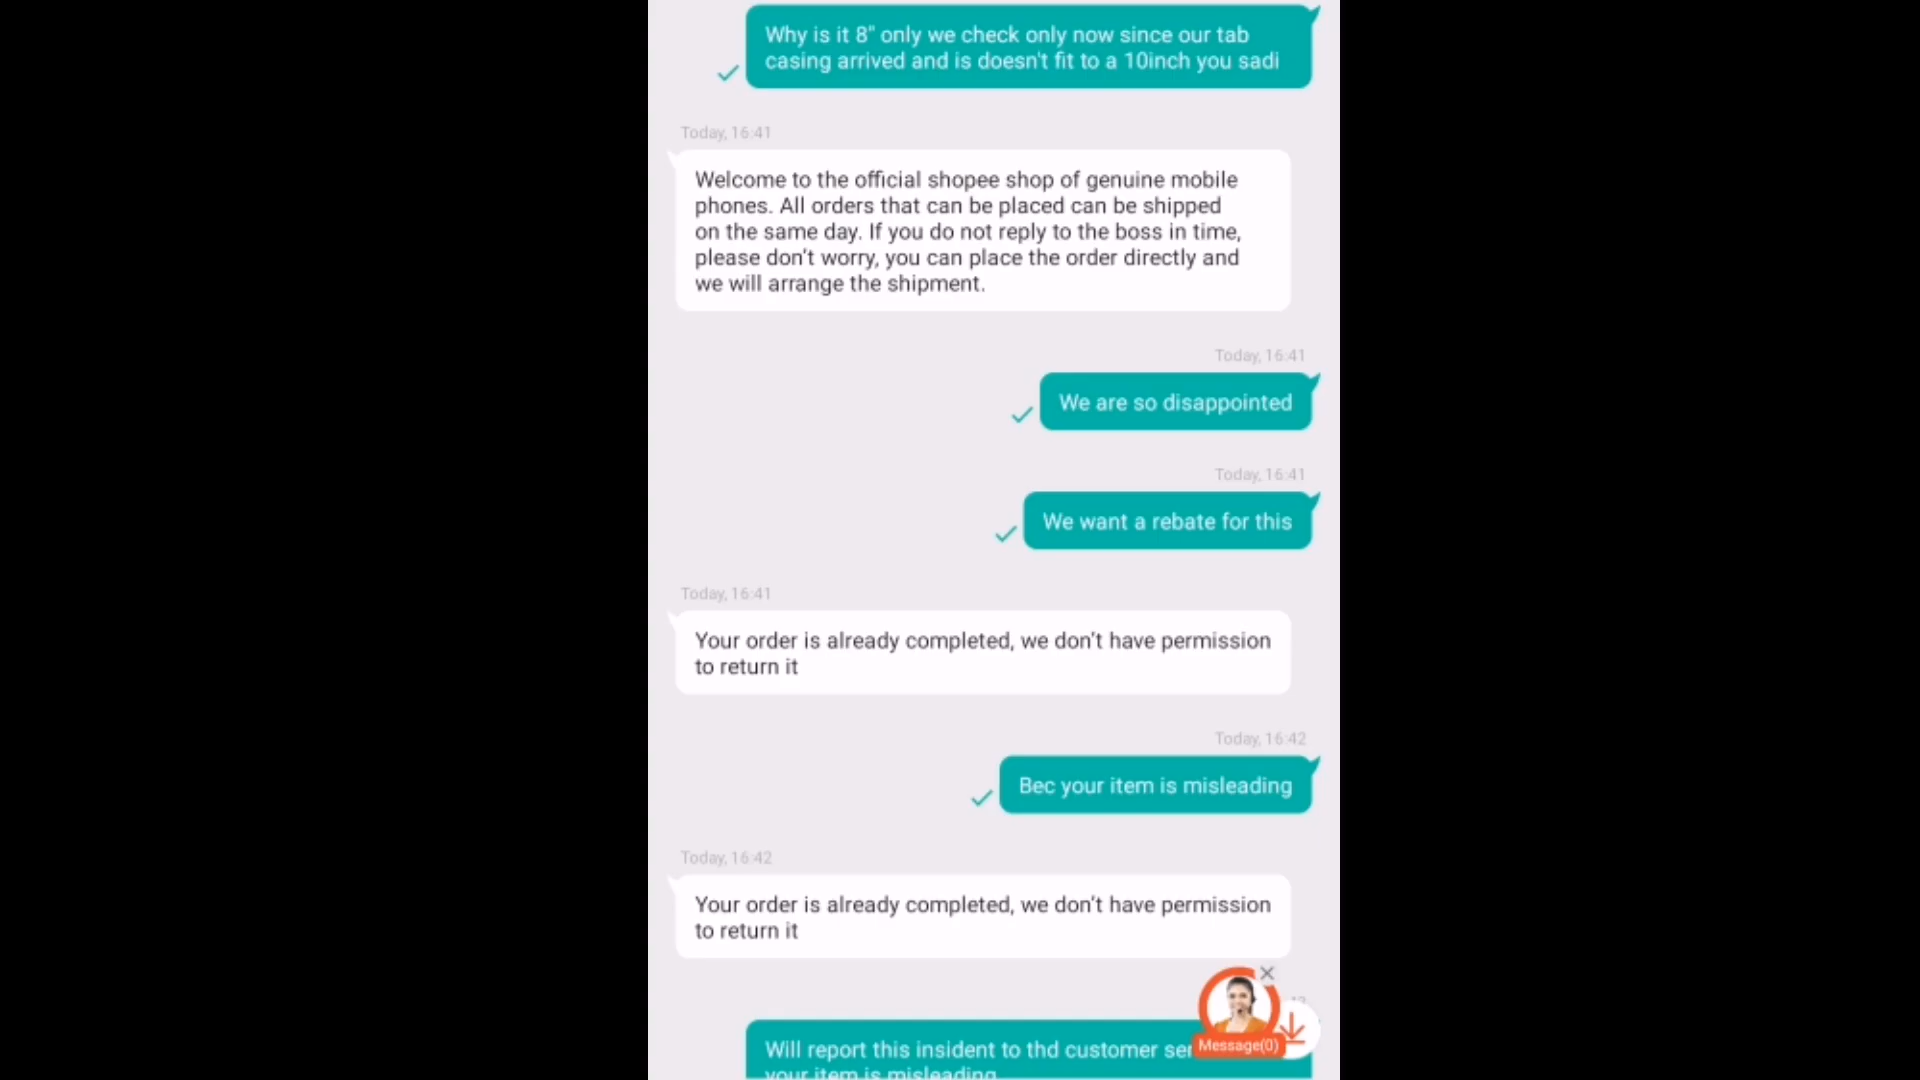 Why is it 8" only we check only now since our tab
casing arrived and is doesn't fit to a 10inch you sadi
Today, 16:41
Welcome to the official shopee shop of genuine mobile
phones. All orders that can be placed can be shipped
on the same day. If you do not reply to the boss in time,
please don't worry, you can place the order directly and
we will arrange the shipment.
Today, 16:41
We are so disappointed
Today, 16:41
We want a rebate for this
Today, 16:41
Your order is already completed, we don't have permission
to return it
Today, 16:42
Bec your item is misleading
Today, 16:42
Your order is already completed, we don't have permission
to return it
Message(0)
Will report this insident to thd customer
your item is misleading